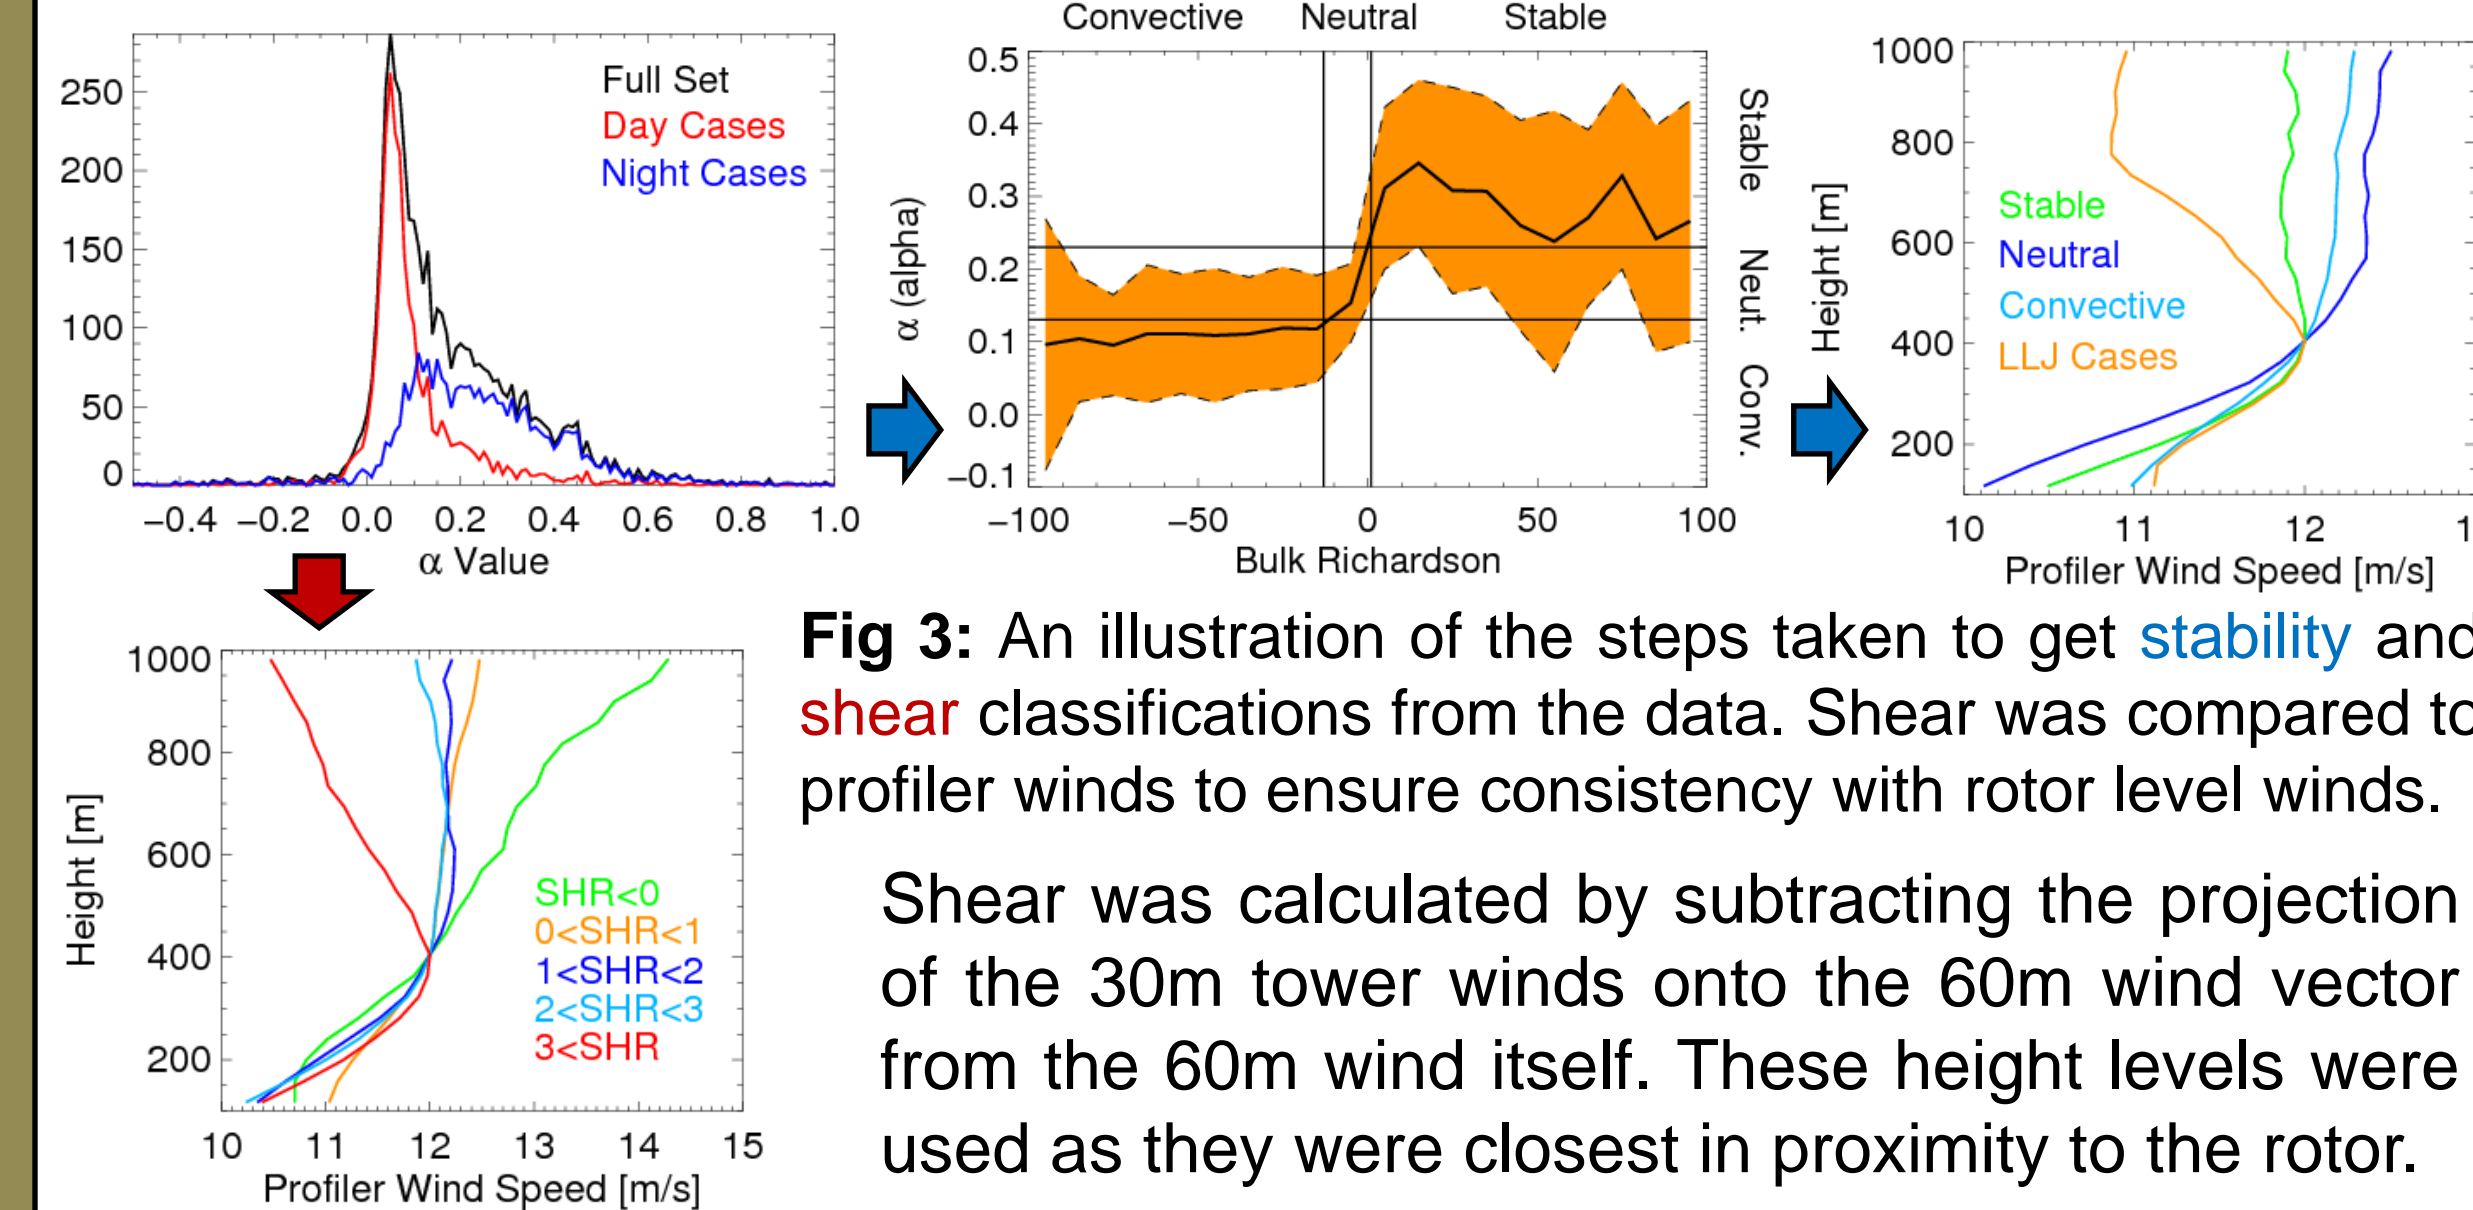 Full Set
Day Cases
Night Cases
250
200
150
100
50
0
−0.4 −0.2 0.0 0.2 0.4 0.6 0.8 1.0
α Value
Convective Neutral Stable
0.5
0.4
0.3
0.2
0.1
0.0
−0.1
α (alpha)
Stable
Neut.
Conv.
−100 −50 0 50 100
Bulk Richardson
1000
800
600
400
200
Height [m]
Stable
Neutral
Convective
LLJ Cases
10 11 12
Profiler Wind Speed [m/s]
1000
800
600
400
200
Height [m]
SHR<0
0<SHR<1
1<SHR<2
2<SHR<3
3<SHR
10 11 12 13 14 15
Profiler Wind Speed [m/s]
Fig 3: An illustration of the steps taken to get stability and
shear classifications from the data. Shear was compared to
profiler winds to ensure consistency with rotor level winds.
Shear was calculated by subtracting the projection
of the 30m tower winds onto the 60m wind vector
from the 60m wind itself. These height levels were
used as they were closest in proximity to the rotor.